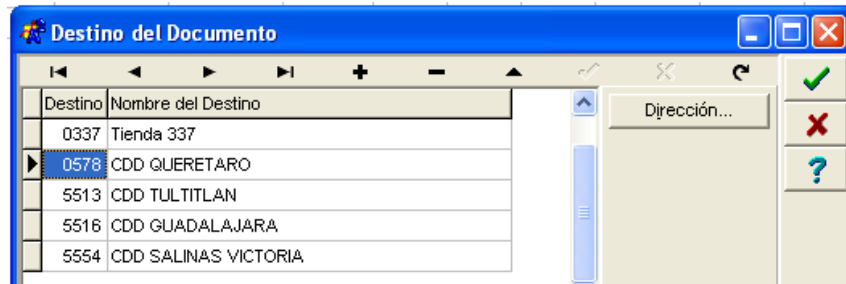 Destino del Documento
Destino Nombre del Destino
Dirección...
0337 Tienda 337
0578 CDD QUERETARO
5513 CDD TULTITLAN
5516 CDD GUADALAJARA
5554 CDD SALINAS VICTORIA